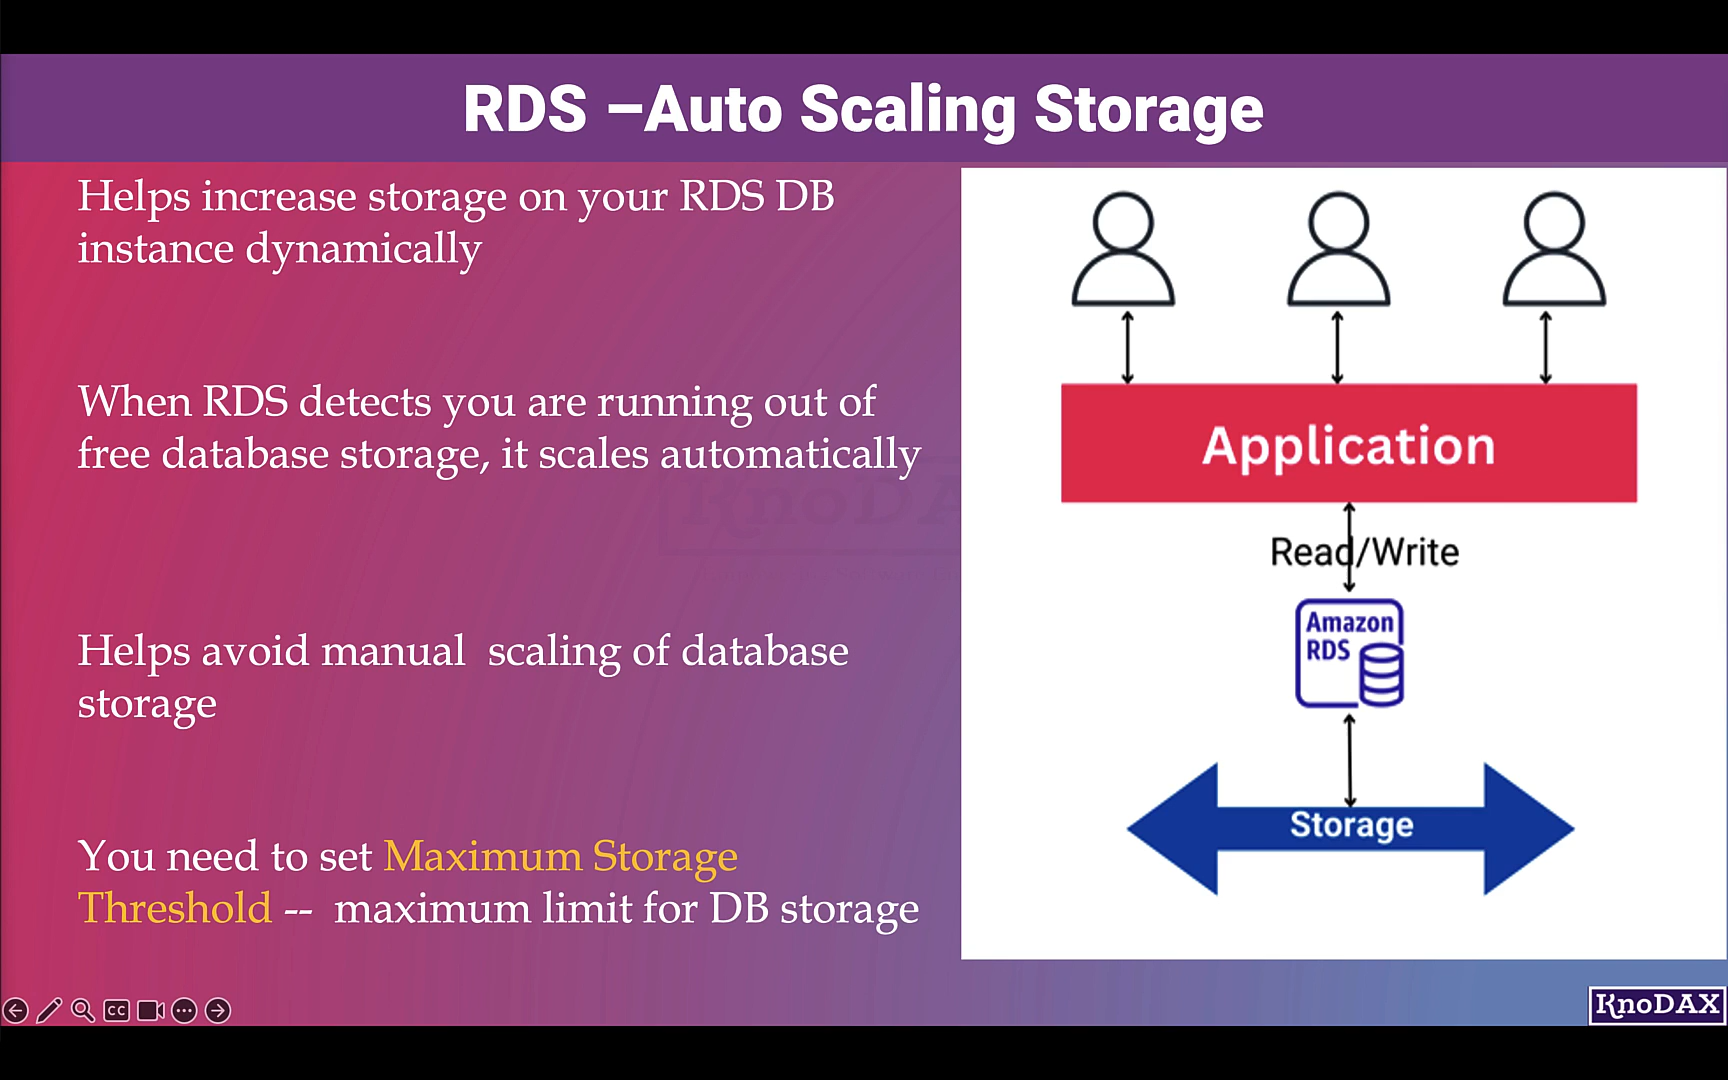 RDS –Auto Scaling Storage
Helps increase storage on your RDS DB
instance dynamically
When RDS detects you are running out of
free database storage, it scales automatically
KnoDA
Helps avoid manual  scaling of database
storage
You need to set Maximum Storage
Threshold --  maximum limit for DB storage
Application
Read/Write
Amazon
RDS
Storage
CC
KnoDAX